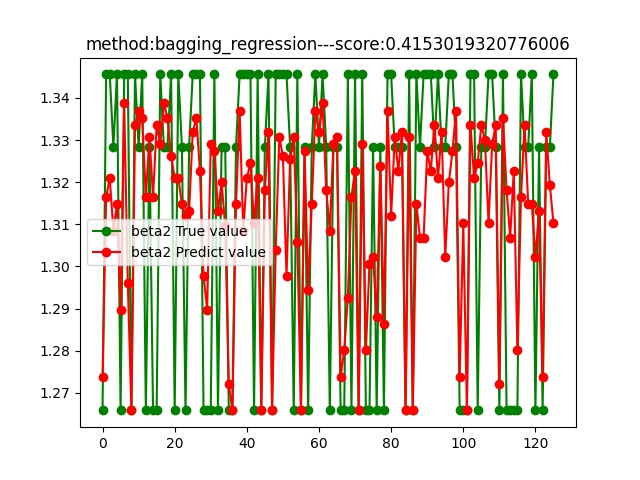 method:bagging_regression---score:0.4153019320776006
1.34
1.33
1.32
1.31
1.30
1.29
1.28
1.27
beta2 True value
beta2 Predict value
0 20 40 60 80 100 120